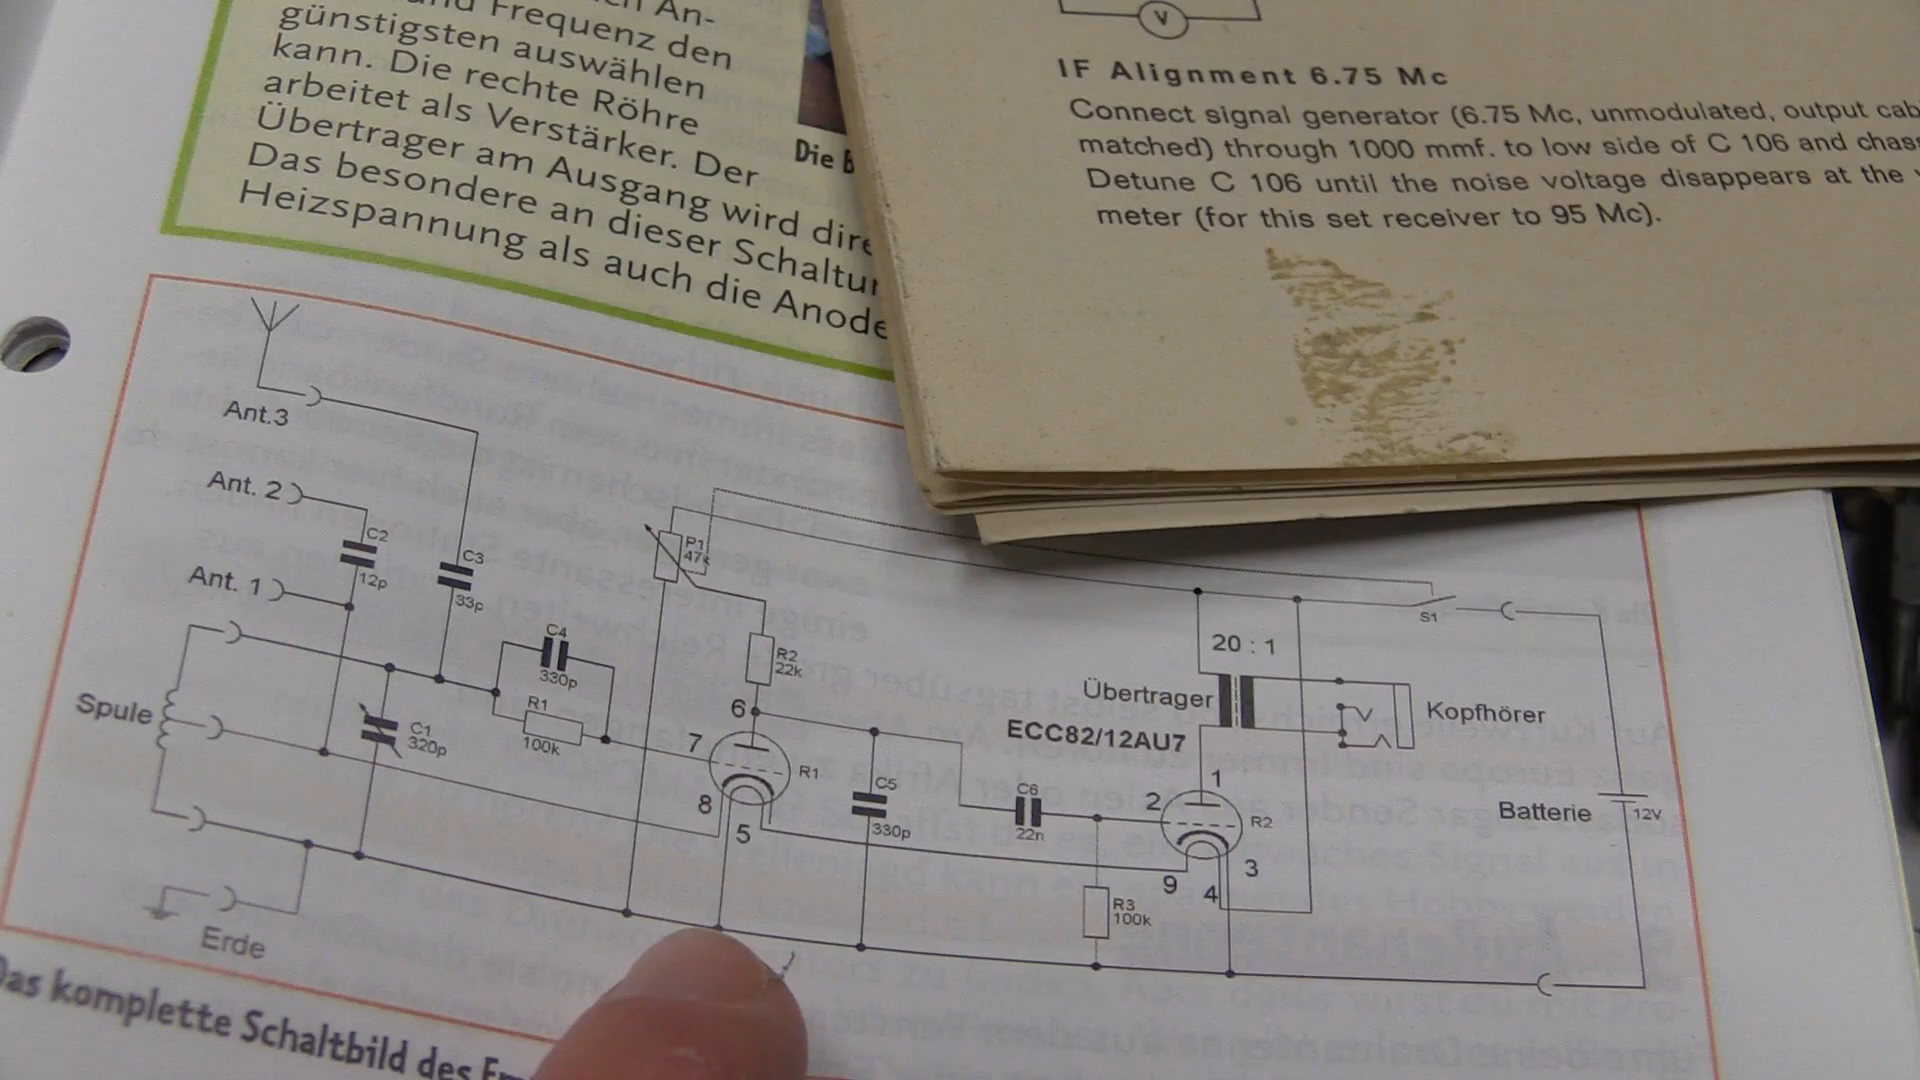 Frequenz den
günstigsten auswählen
kann. Die rechte Röhre
arbeitet als Verstärker. Der
Übertrager am Ausgang wird
Das besondere an dieser
Heizspannung als auch die
Die
V
IF Alignment 6.75 Mc
Connect signal generator (6.75 Mc, unmodulated, output
matched) through 1000 mmf. to low side of C 106 and
Detune C 106 until the noise voltage disappears at the
meter (for this set receiver to 95 Mc).
Ant.3
Ant. 2
C2
12p
C3
33p
Ant. 1
P1
47k
C4
330p
R1
100k
R2
22k
Spule
C1
320p
6
7
R1
8
5
C5
330p
C6
22n
ECC82/12AU7
20 : 1
Übertrager
Kopfhörer
S1
1
2
R2
3
9
4
R3
100k
Batterie
12V
Erde
Das komplette Schaltbild des